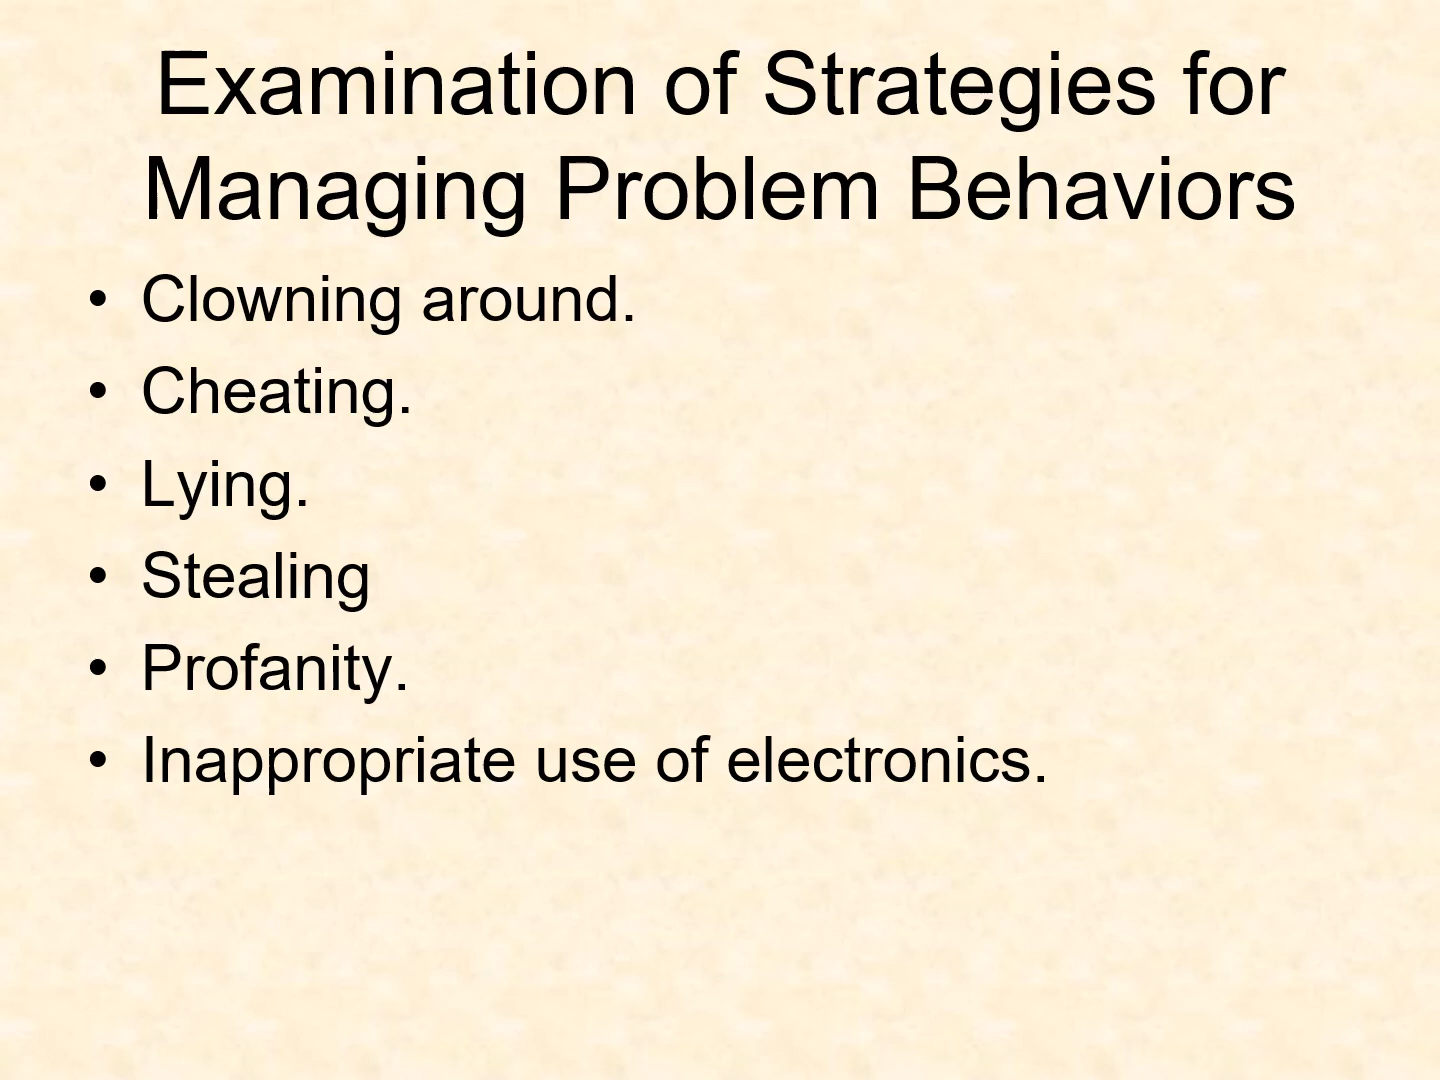 Examination of Strategies for
Managing Problem Behaviors
• Clowning around.
• Cheating.
• Lying.
• Stealing
• Profanity.
• Inappropriate use of electronics.